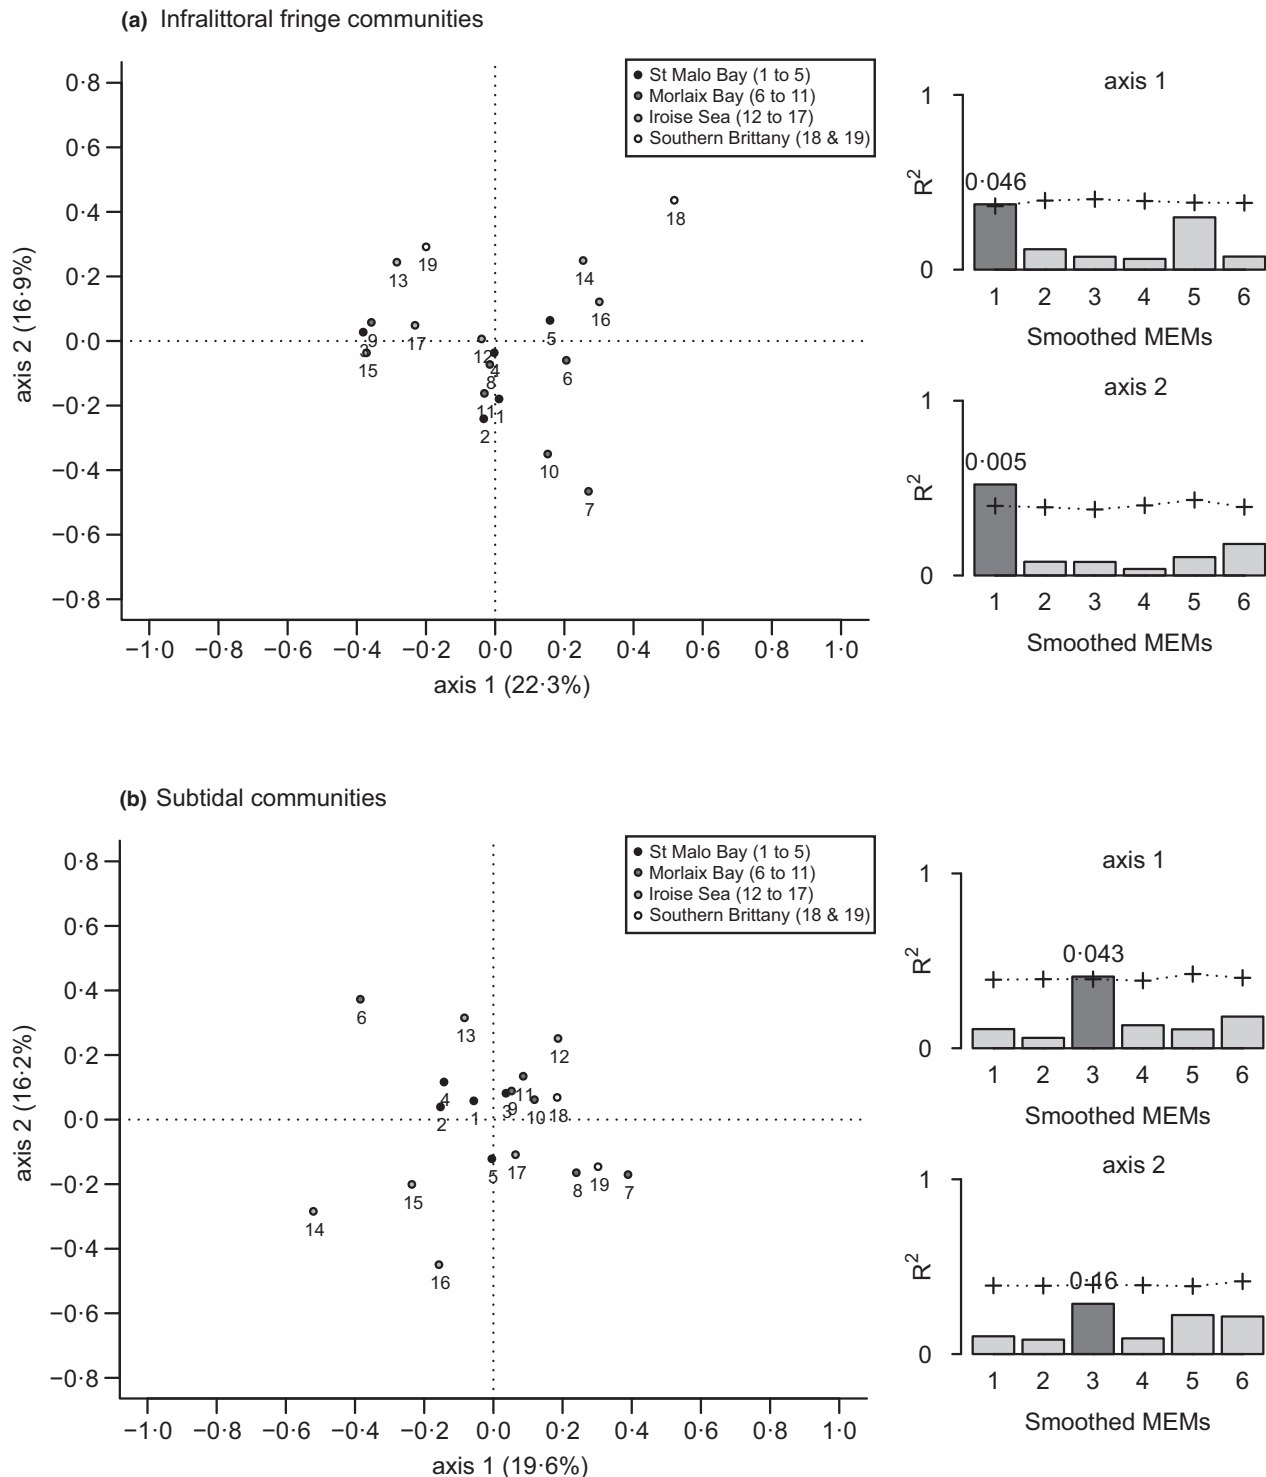 (a) Infralittoral fringe communities
St Malo Bay (1 to 5)
Morlaix Bay (6 to 11)
Iroise Sea (12 to 17)
Southern Brittany (18 & 19)
axis 2 (16·9%)
0·8
0·6
0·4
0·2
0·0
−0·2
−0·4
−0·6
−0·8
18
19
13
14
16
5
9
3
17
15
12
4
8
6
11
1
2
10
7
−1·0 −0·8 −0·6 −0·4 −0·2 0·0 0·2 0·4 0·6 0·8 1·0
axis 1 (22·3%)
axis 1
R2
1
0
0·046
1 2 3 4 5 6
Smoothed MEMs
axis 2
R2
1
0
0·005
1 2 3 4 5 6
Smoothed MEMs
(b) Subtidal communities
St Malo Bay (1 to 5)
Morlaix Bay (6 to 11)
Iroise Sea (12 to 17)
Southern Brittany (18 & 19)
axis 2 (16·2%)
0·8
0·6
0·4
0·2
0·0
−0·2
−0·4
−0·6
−0·8
6
13
12
4
11
2
1
3
9
10
18
5
17
8
19
7
15
14
16
−1·0 −0·8 −0·6 −0·4 −0·2 0·0 0·2 0·4 0·6 0·8 1·0
axis 1 (19·6%)
axis 1
R2
1
0
0·043
1 2 3 4 5 6
Smoothed MEMs
axis 2
R2
1
0
0·16
1 2 3 4 5 6
Smoothed MEMs